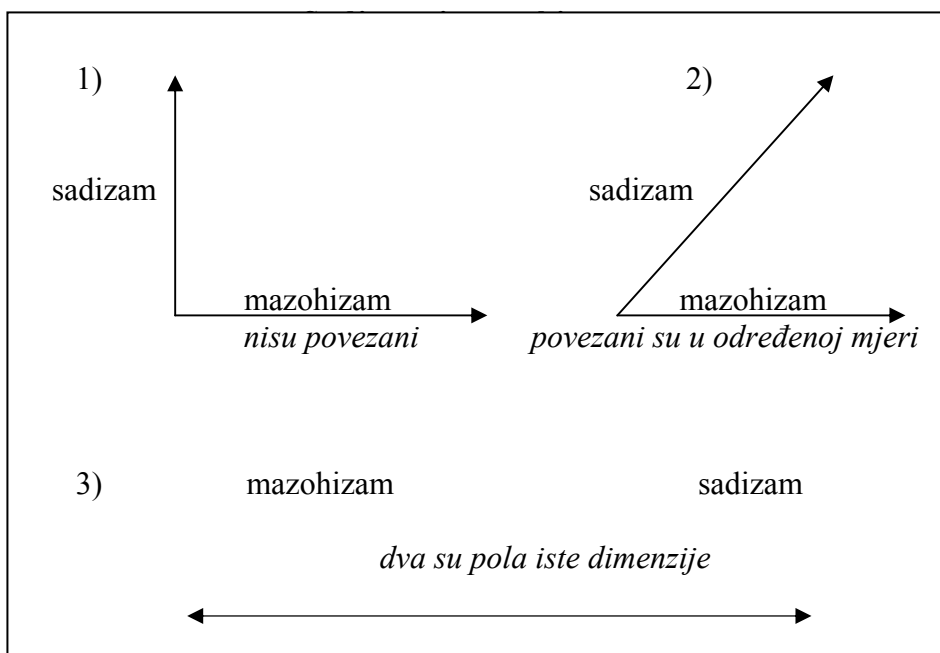 1)
2)
sadizam
sadizam
mazohizam
mazohizam
nisu povezani
povezani su u određenoj mjeri
3)
mazohizam
sadizam
dva su pola iste dimenzije